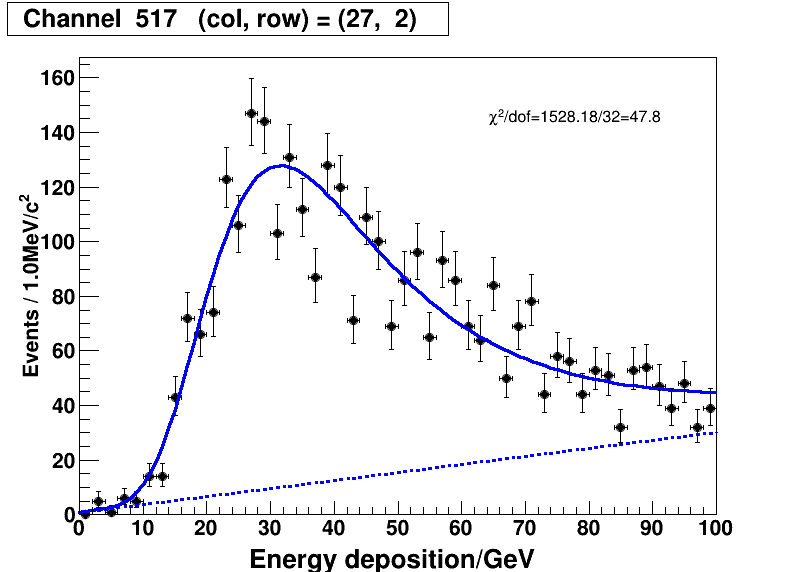 Channel 517 (col, row) = (27, 2)
χ²/dof=1528.18/32=47.8
Events / 1.0MeV/c²
160
140
120
100
80
60
40
20
0
0 10 20 30 40 50 60 70 80 90 100
Energy deposition/GeV